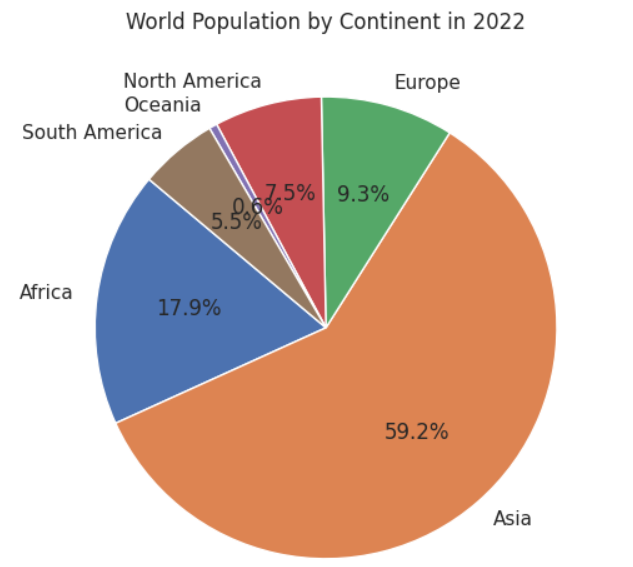 World Population by Continent in 2022
North America
Europe
Oceania
South America
7.5%
9.3%
0.6%
5.5%
Africa
17.9%
59.2%
Asia